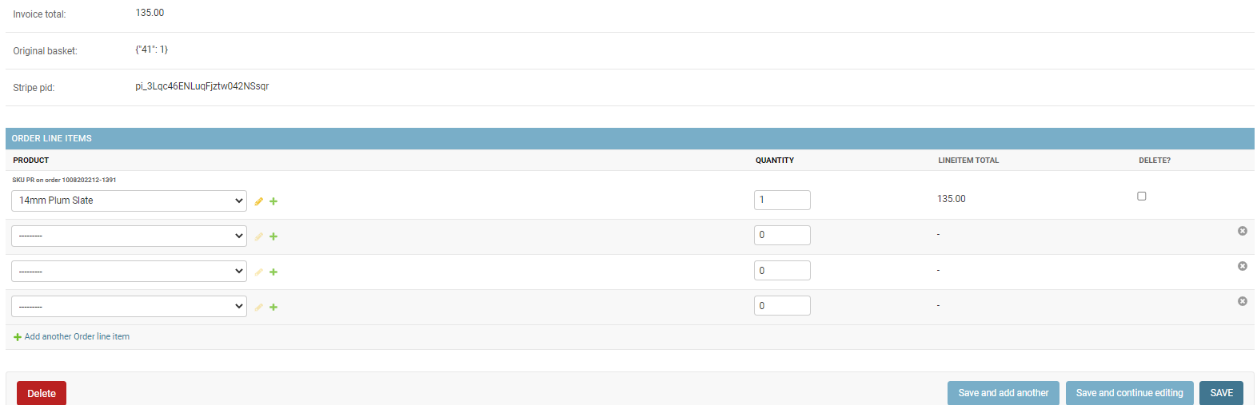 Invoice total: 135.00
Original basket: {"41": 1}
Stripe pid: pi_3Lqc46ENLuqFjztw042NSsqr
ORDER LINE ITEMS
PRODUCT QUANTITY LINEITEM TOTAL DELETE?
SKU PR on order 1008202212-1391
14mm Plum Slate 1 135.00
--------- 0 -
--------- 0 -
--------- 0 -
Add another Order line item
Delete Save and add another Save and continue editing SAVE